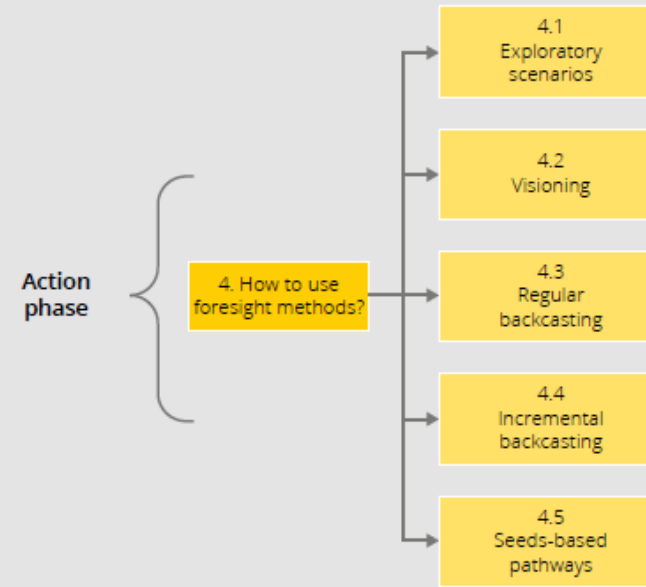 Action
phase
4. How to use
foresight methods?
4.1
Exploratory
scenarios
4.2
Visioning
4.3
Regular
backcasting
4.4
Incremental
backcasting
4.5
Seeds-based
pathways